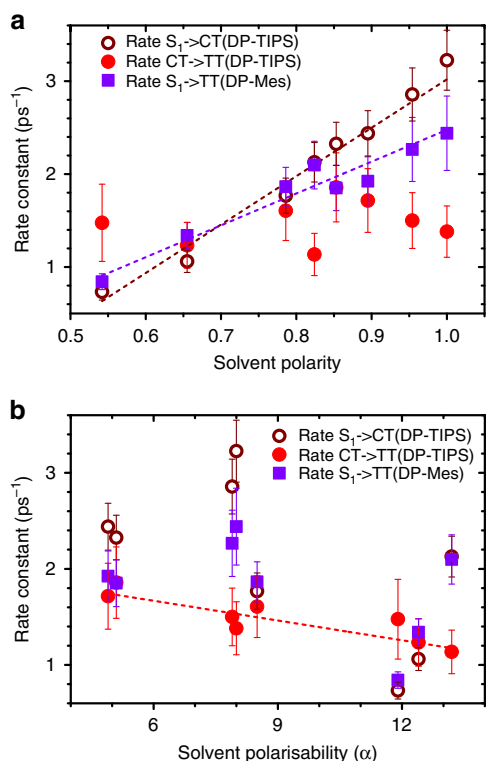 a
Rate S₁->CT(DP-TIPS)
Rate CT->TT(DP-TIPS)
Rate S₁->TT(DP-Mes)
Rate constant (ps⁻¹)
3
2
1
0.5 0.6 0.7 0.8 0.9 1.0
Solvent polarity
b
Rate S₁->CT(DP-TIPS)
Rate CT->TT(DP-TIPS)
Rate S₁->TT(DP-Mes)
Rate constant (ps⁻¹)
3
2
1
6 9 12
Solvent polarisability (α)